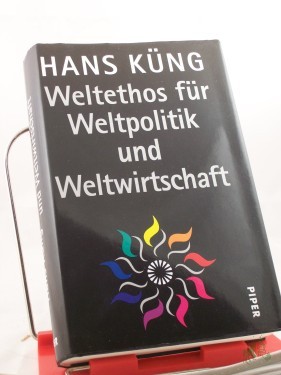 HANS KÜNG
Weltethos für
Weltpolitik
und
Weltwirtschaft
PIPER